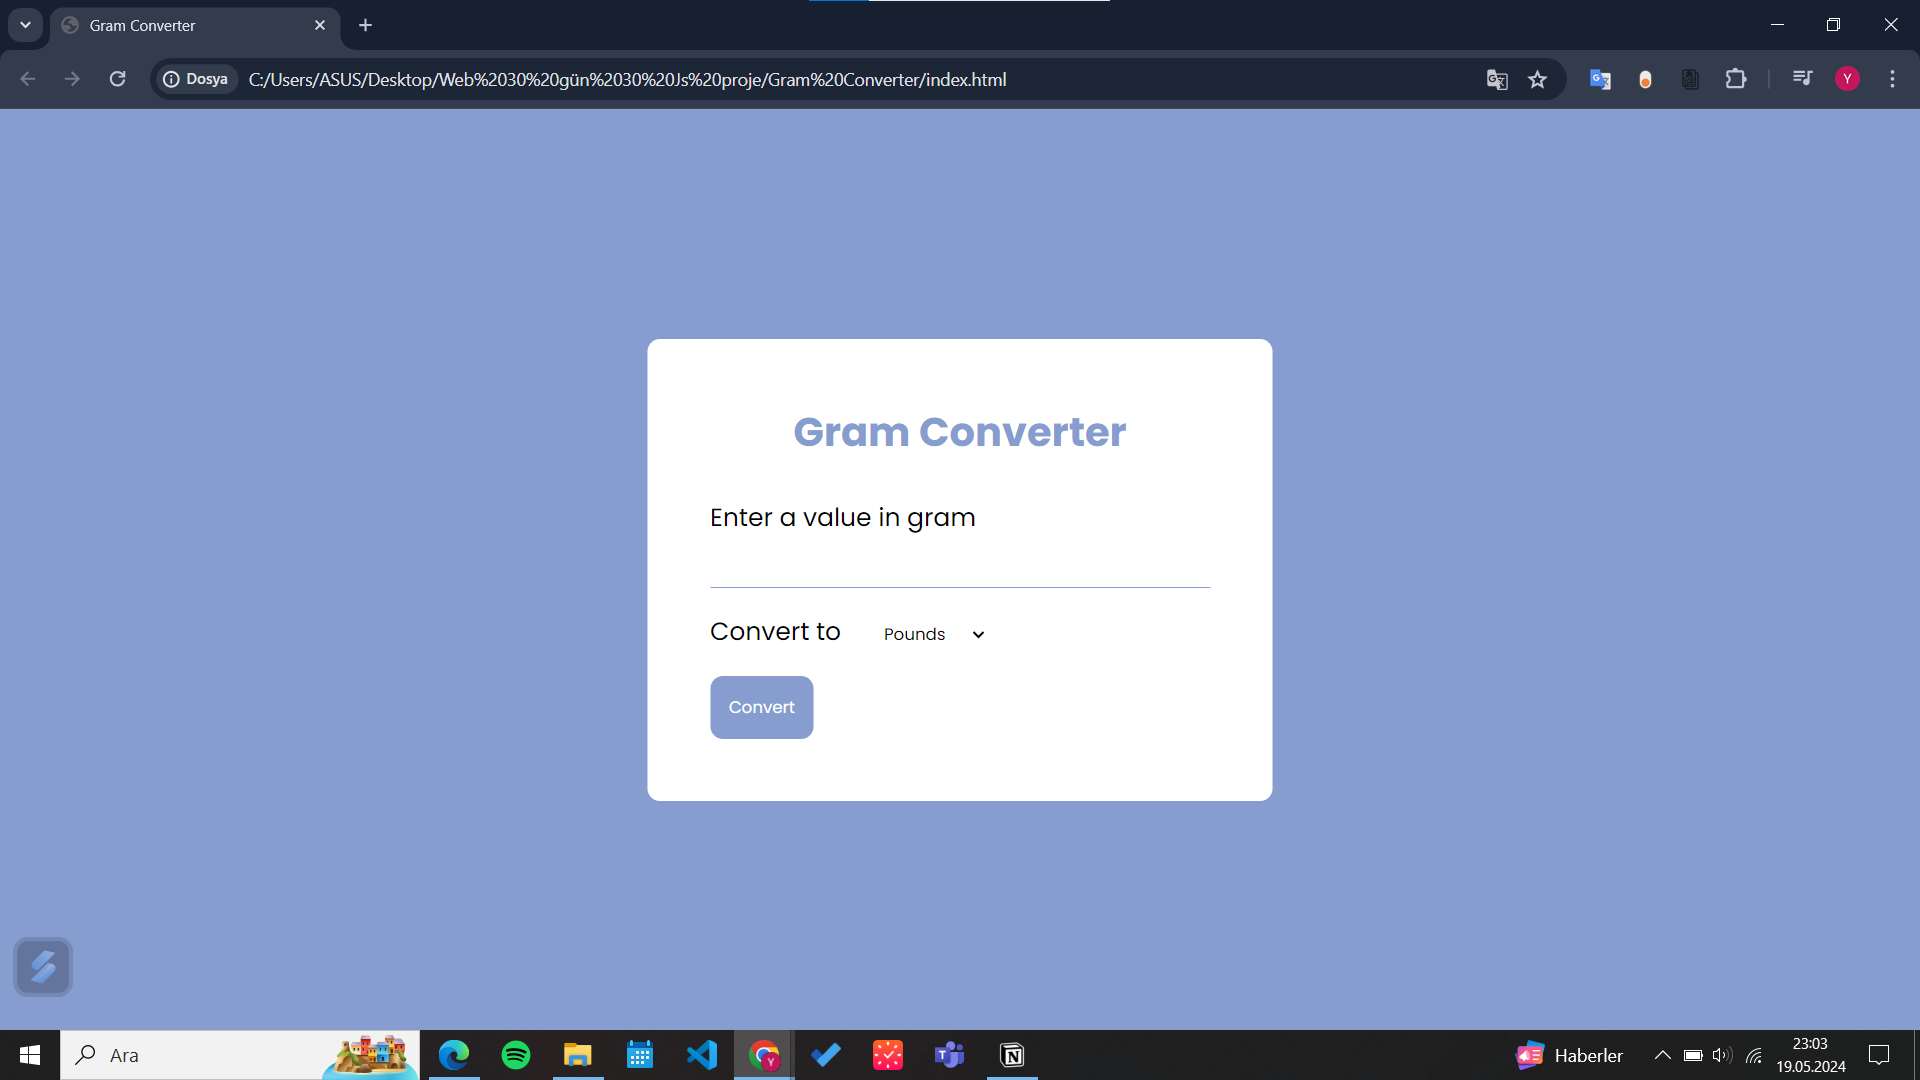 Gram Converter
Dosya
C:/Users/ASUS/Desktop/Web%2030%20gün%2030%20Js%20proje/Gram%20Converter/index.html
Y
Gram Converter
Enter a value in gram
Convert to
Pounds
Convert
Ara
Haberler
23:03
19.05.2024